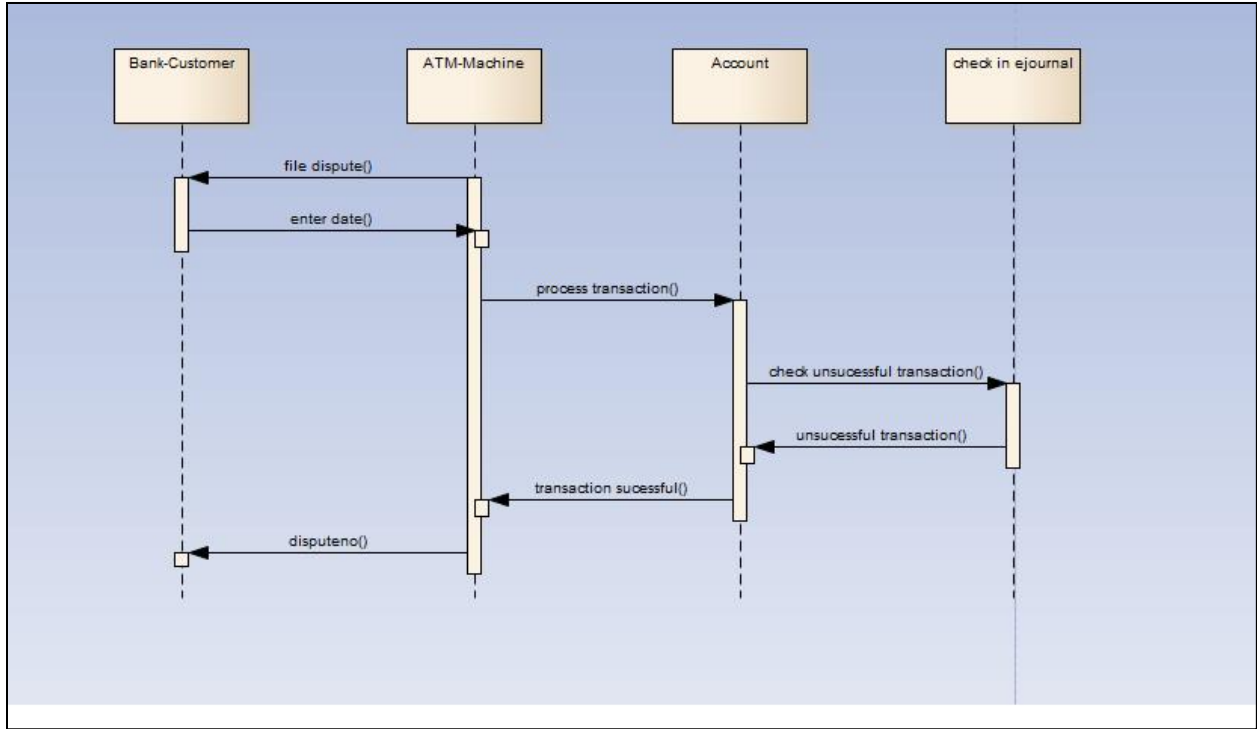 Bank-Customer
ATM-Machine
Account
check in ejournal
file dispute()
enter date()
process transaction()
check unsucessful transaction()
unsucessful transaction()
transaction sucessful()
disputeno()